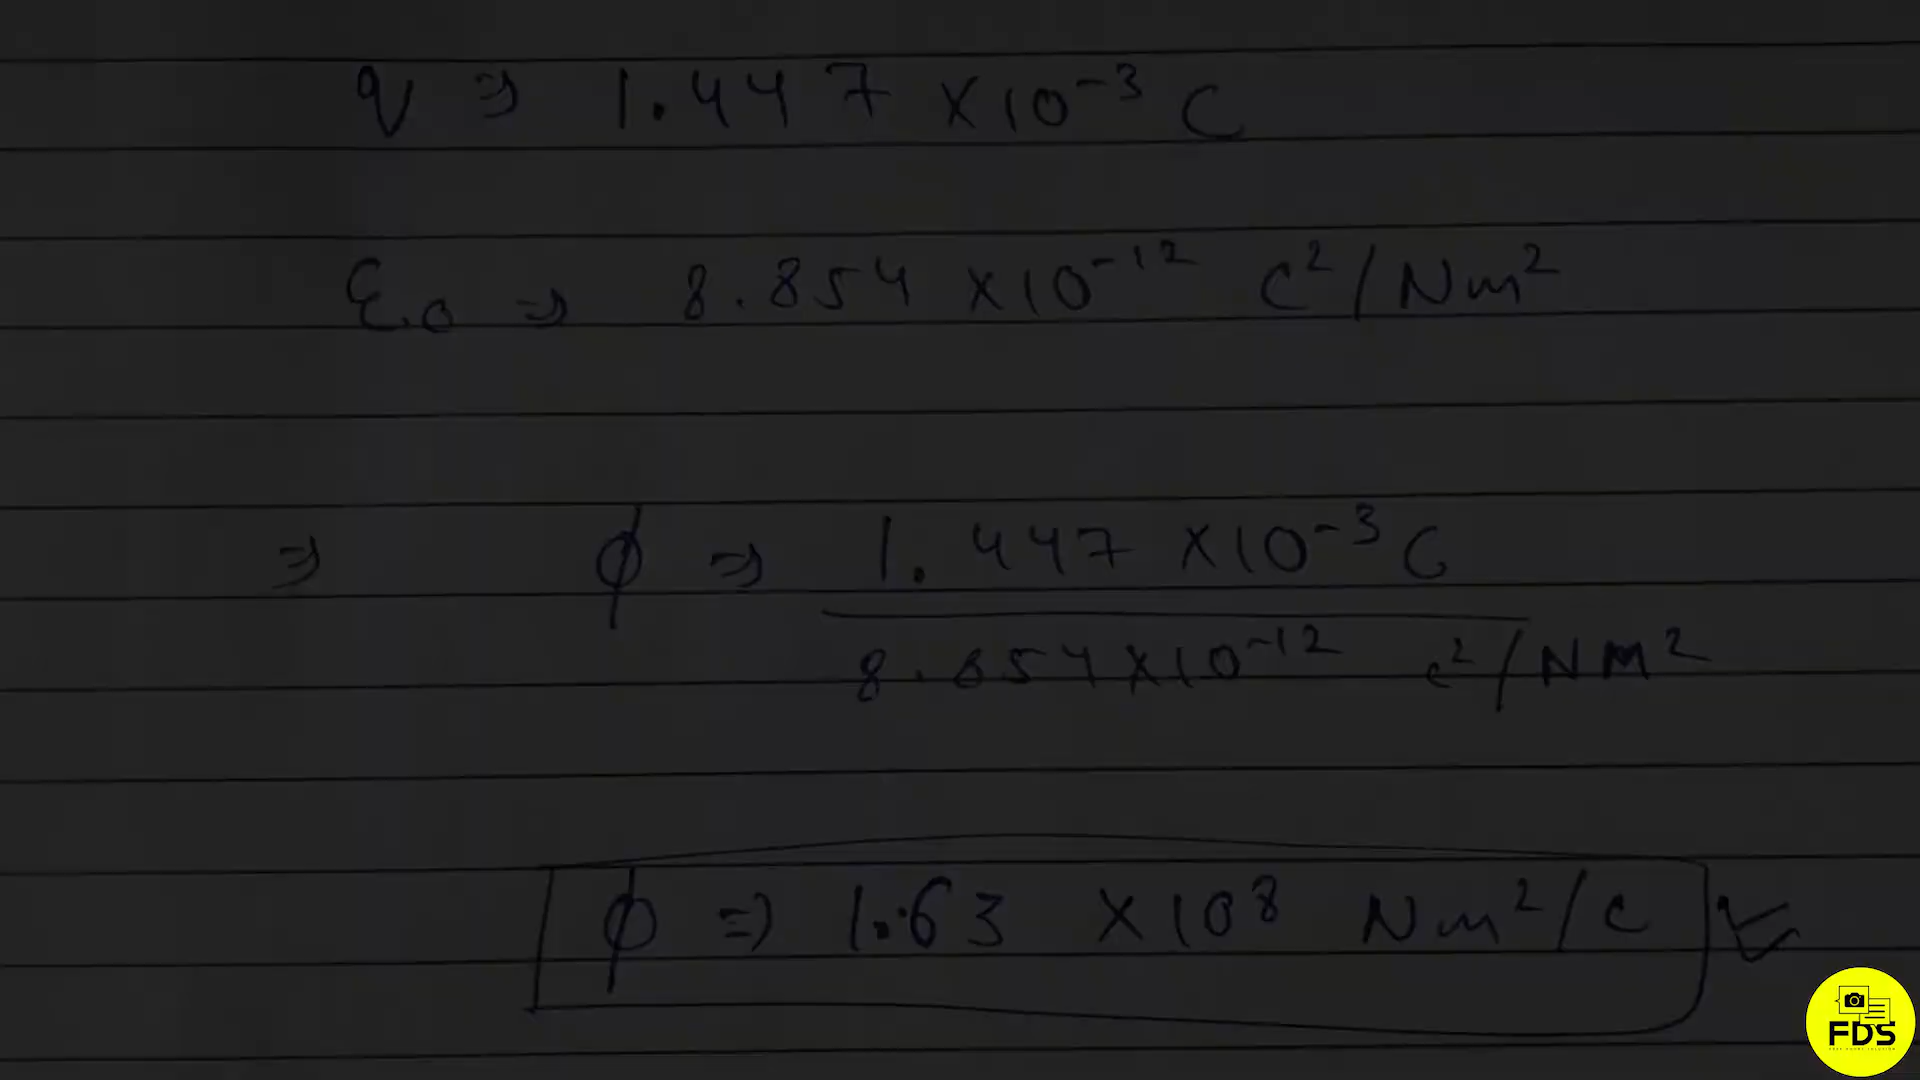 q ⇒ 1.447 ×10⁻³ C
ε₀ ⇒ 8.854 ×10⁻¹² C²/Nm²
⇒ ϕ ⇒ 1.447 ×10⁻³ C
8.854×10⁻¹² c²/NM²
ϕ ⇒ 1.63 ×10⁸ Nm²/c
FDS